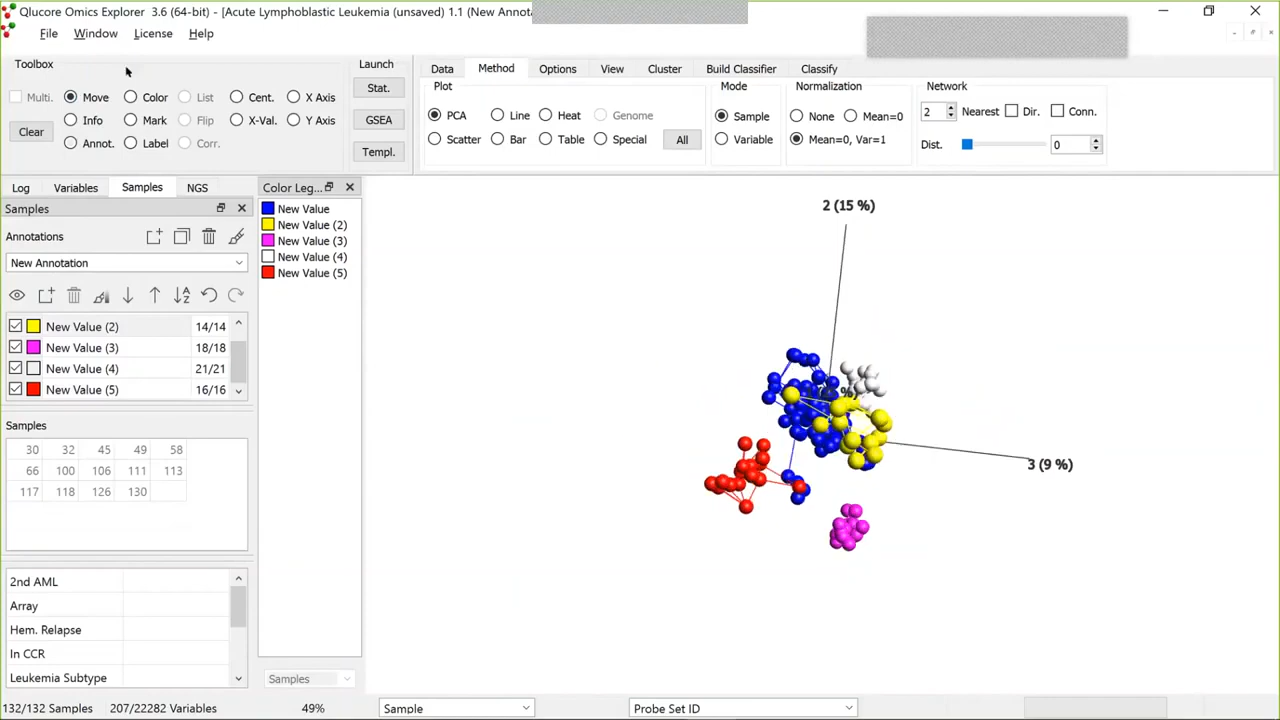 Qlucore Omics Explorer 3.6 (64-bit) - [Acute Lymphoblastic Leukemia (unsaved) 1.1 (New Annota
File Window License Help
Toolbox
Multi. Move Color List Cent. X Axis
Info Mark Flip X-Val. Y Axis
Clear
Annot. Label Corr.
Launch
Stat.
GSEA
Templ.
Data Method Options View Cluster Build Classifier Classify
Plot
PCA Line Heat Genome
Scatter Bar Table Special All
Mode
Sample
Variable
Normalization
None Mean=0
Mean=0, Var=1
Network
2 Nearest Dir. Conn.
Dist. 0
Log Variables Samples NGS
Samples
Annotations
New Annotation
New Value (2) 14/14
New Value (3) 18/18
New Value (4) 21/21
New Value (5) 16/16
Samples
30 32 45 49 58
66 100 106 111 113
117 118 126 130
2nd AML
Array
Hem. Relapse
In CCR
Leukemia Subtype
Color Leg...
New Value
New Value (2)
New Value (3)
New Value (4)
New Value (5)
Samples
2 (15 %)
3 (9 %)
132/132 Samples 207/22282 Variables 49% Sample Probe Set ID